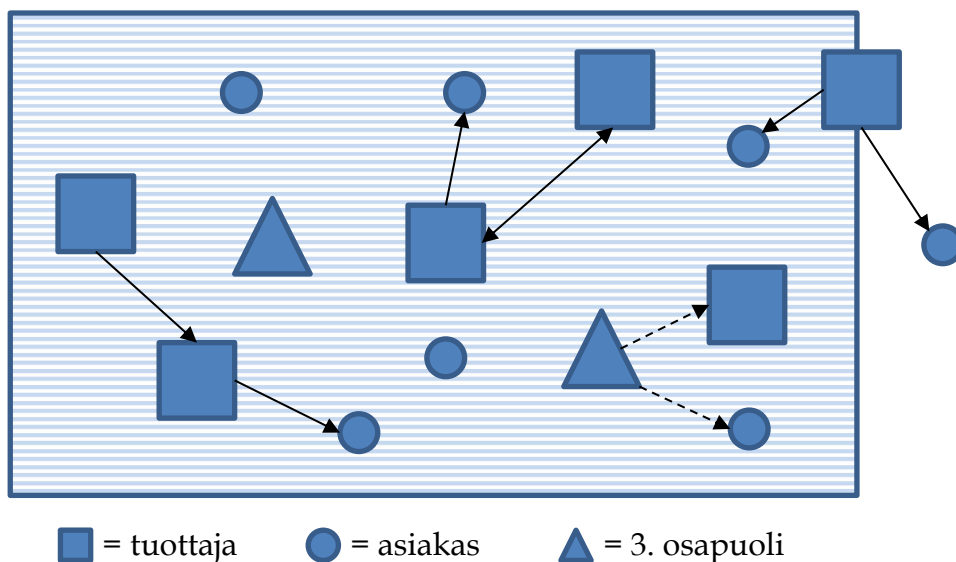 = tuottaja = asiakas = 3. osapuoli